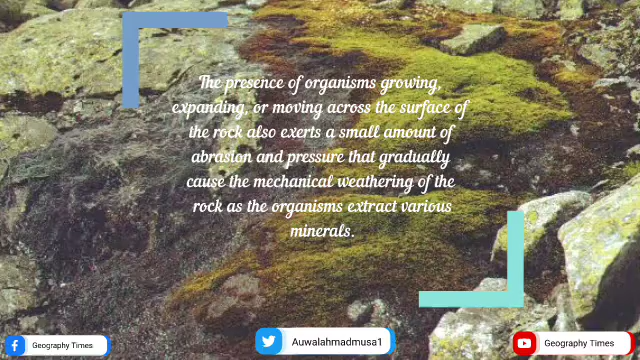 The presence of organisms growing,
expanding, or moving across the surface of
the rock also exerts a small amount of
abrasion and pressure that gradually
cause the mechanical weathering of the
rock as the organisms extract various
minerals.
Geography Times
Auwalahmadmusa1
Geography Times